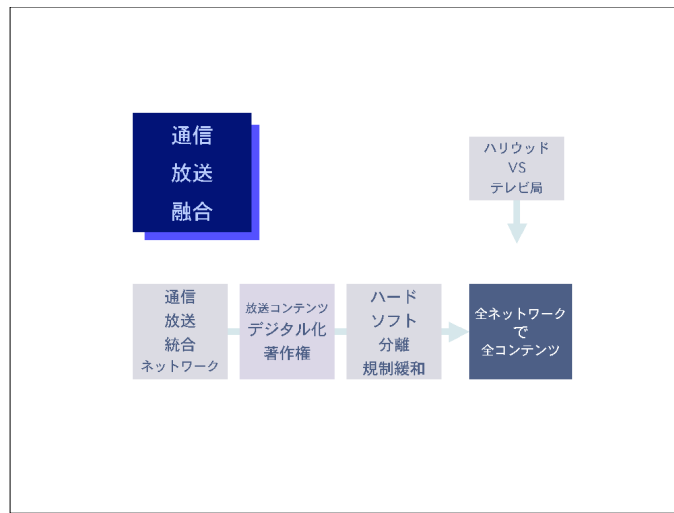 通信
放送
融合
ハリウッド
VS
テレビ局
通信
放送
統合
ネットワーク
放送コンテンツ
デジタル化
著作権
ハード
ソフト
分離
規制緩和
全ネットワーク
で
全コンテンツ